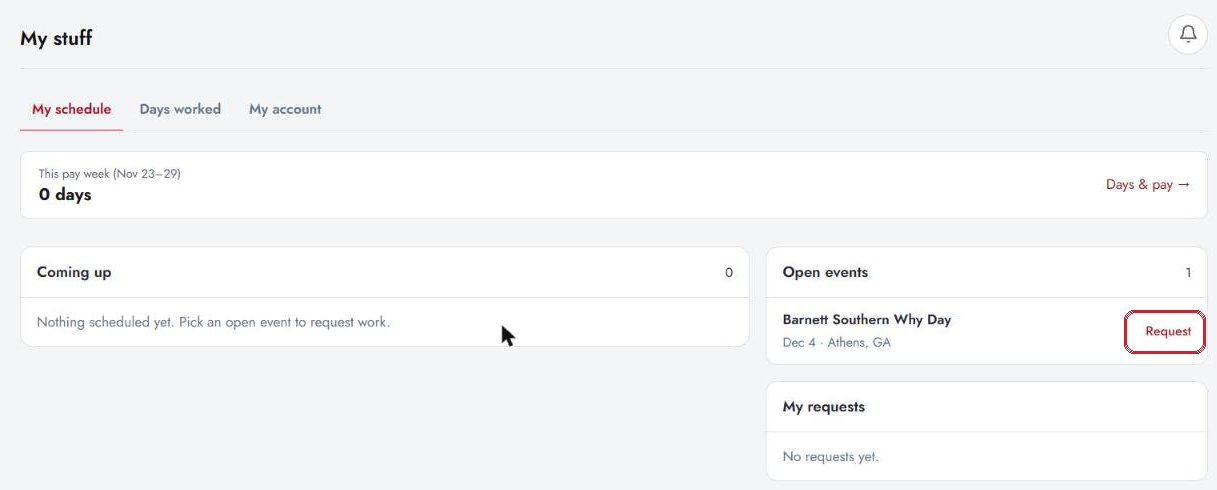 My stuff
My schedule Days worked My account
This pay week (Nov 23–29)
0 days
Days & pay →
Coming up 0
Nothing scheduled yet. Pick an open event to request work.
Open events 1
Barnett Southern Why Day
Dec 4 · Athens, GA
Request
My requests
No requests yet.